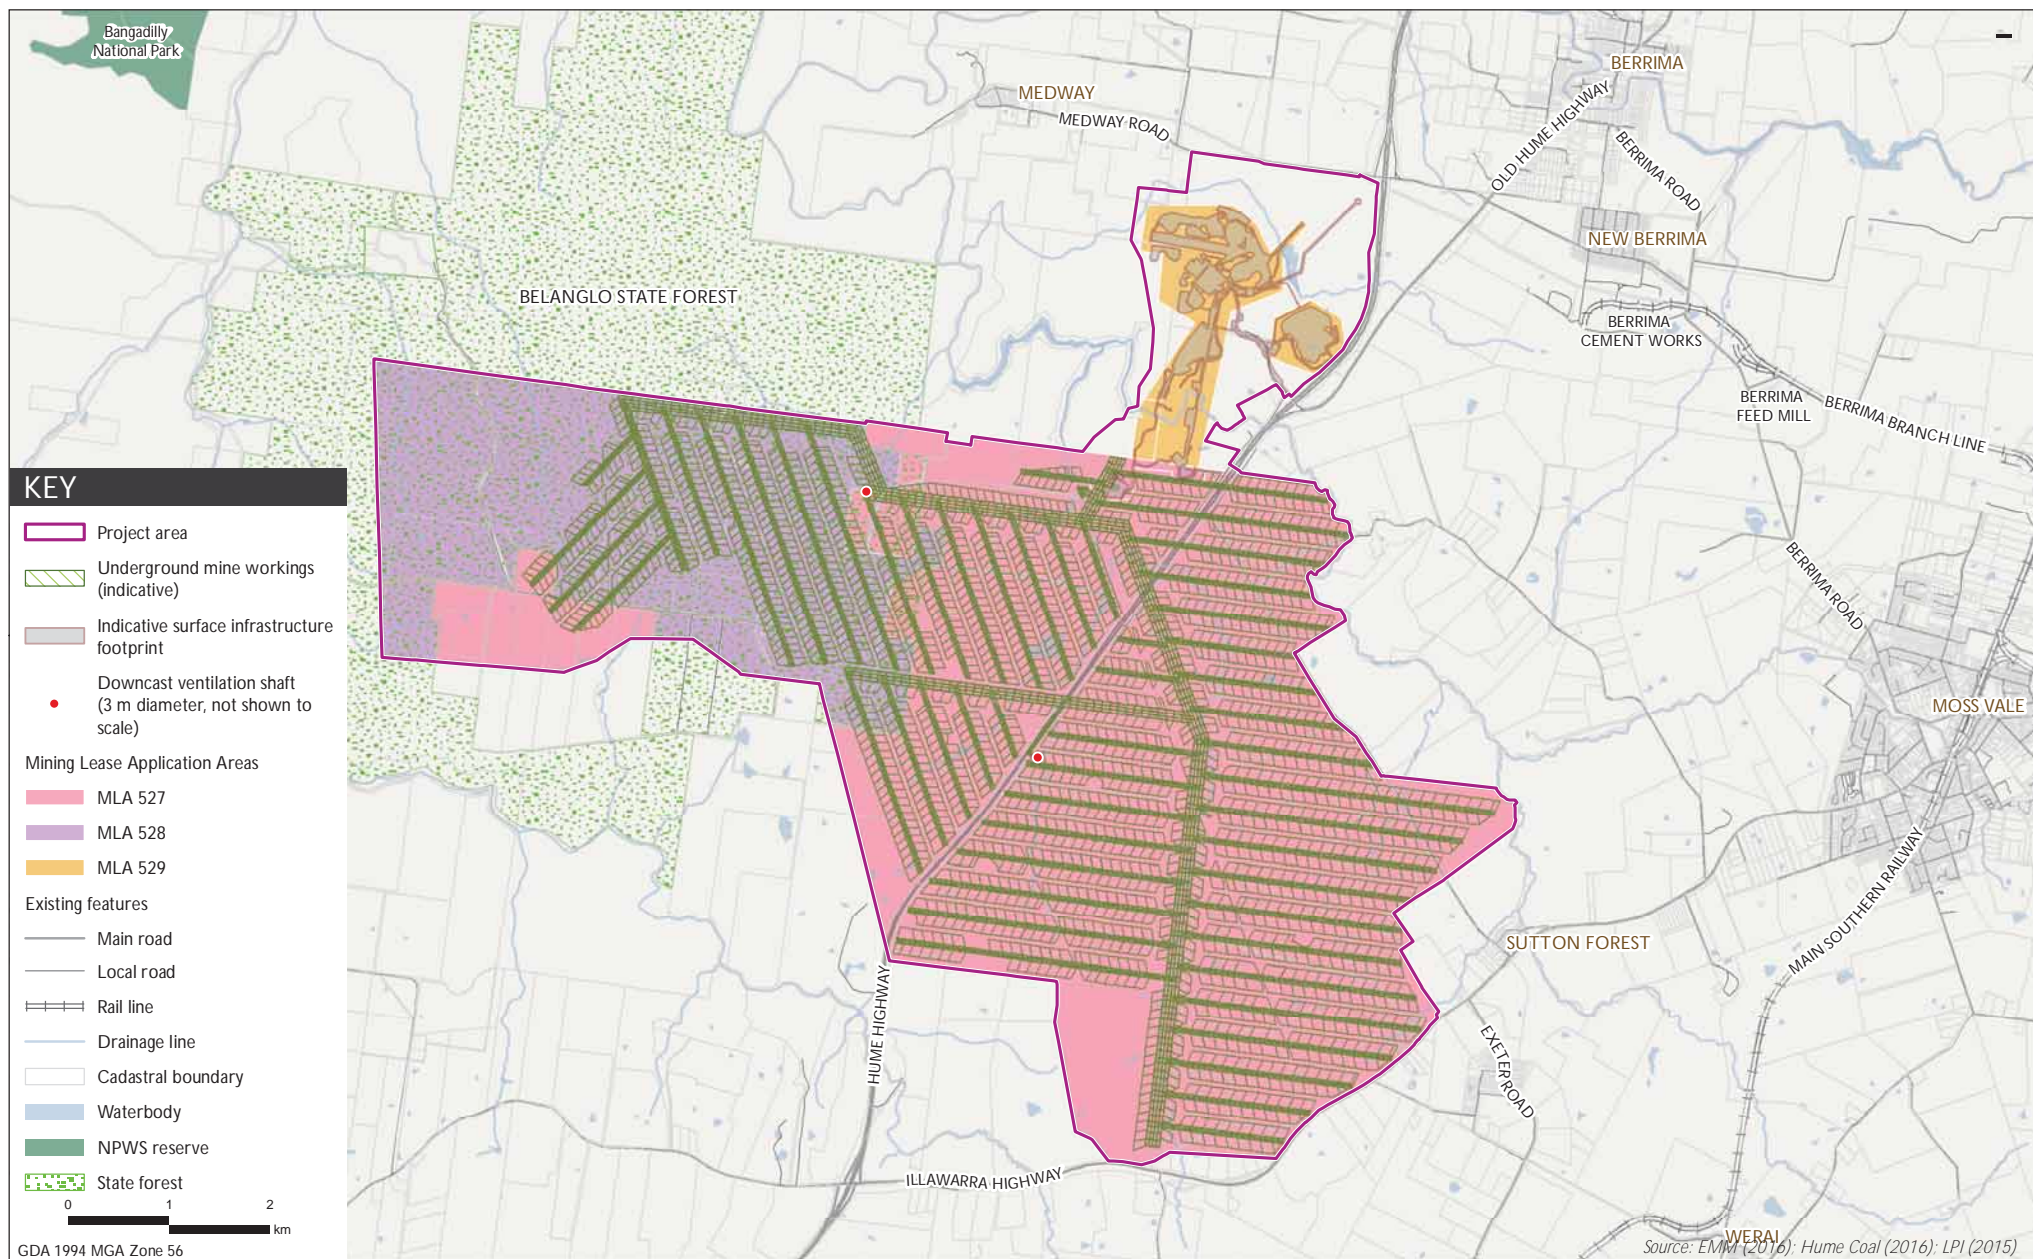 Bangadilly
National Park
BERRIMA
MEDWAY
MEDWAY ROAD
OLD HUME HIGHWAY
BERRIMA ROAD
NEW BERRIMA
BELANGLO STATE FOREST
BERRIMA
CEMENT WORKS
BERRIMA
FEED MILL
BERRIMA BRANCH LINE
BERRIMA ROAD
MOSS VALE
MAIN SOUTHERN RAILWAY
SUTTON FOREST
EXETER ROAD
HUME HIGHWAY
ILLAWARRA HIGHWAY
WERAI
KEY
Project area
Underground mine workings
(indicative)
Indicative surface infrastructure
footprint
Downcast ventilation shaft
(3 m diameter, not shown to
scale)
Mining Lease Application Areas
MLA 527
MLA 528
MLA 529
Existing features
Main road
Local road
Rail line
Drainage line
Cadastral boundary
Waterbody
NPWS reserve
State forest
0 1 2
km
GDA 1994 MGA Zone 56
Source: EMM (2016); Hume Coal (2016); LPI (2015)